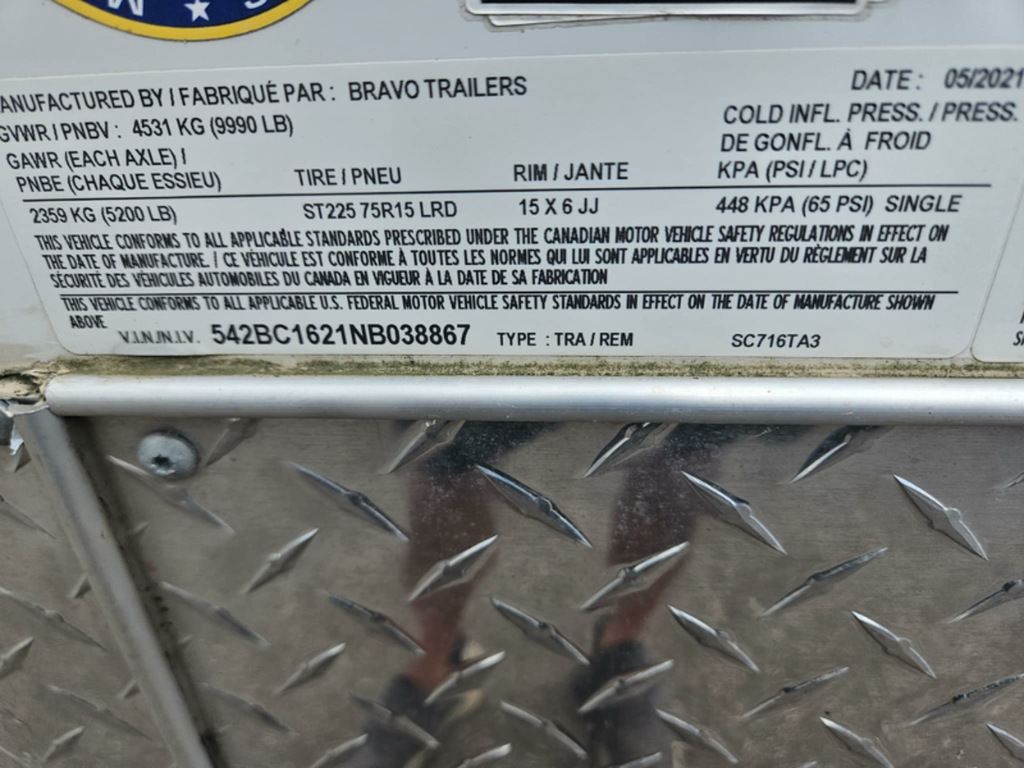 S M
ANUFACTURED BY / FABRIQUÉ PAR : BRAVO TRAILERS DATE : 05/2021
GVWR / PNBV : 4531 KG (9990 LB) COLD INFL. PRESS. / PRESS.
DE GONFL. À FROID
GAWR (EACH AXLE) /
PNBE (CHAQUE ESSIEU) TIRE / PNEU RIM / JANTE KPA (PSI / LPC)
2359 KG (5200 LB) ST225 75R15 LRD 15 X 6 JJ 448 KPA (65 PSI) SINGLE
THIS VEHICLE CONFORMS TO ALL APPLICABLE STANDARDS PRESCRIBED UNDER THE CANADIAN MOTOR VEHICLE SAFETY REGULATIONS IN EFFECT ON
THE DATE OF MANUFACTURE. / CE VÉHICULE EST CONFORME À TOUTES LES NORMES QUI LUI SONT APPLICABLES EN VERTU DU RÈGLEMENT SUR LA
SÉCURITÉ DES VÉHICULES AUTOMOBILES DU CANADA EN VIGUEUR À LA DATE DE SA FABRICATION
THIS VEHICLE CONFORMS TO ALL APPLICABLE U.S. FEDERAL MOTOR VEHICLE SAFETY STANDARDS IN EFFECT ON THE DATE OF MANUFACTURE SHOWN
ABOVE
V.I.N./N.I.V. 542BC1621NB038867 TYPE : TRA / REM SC716TA3